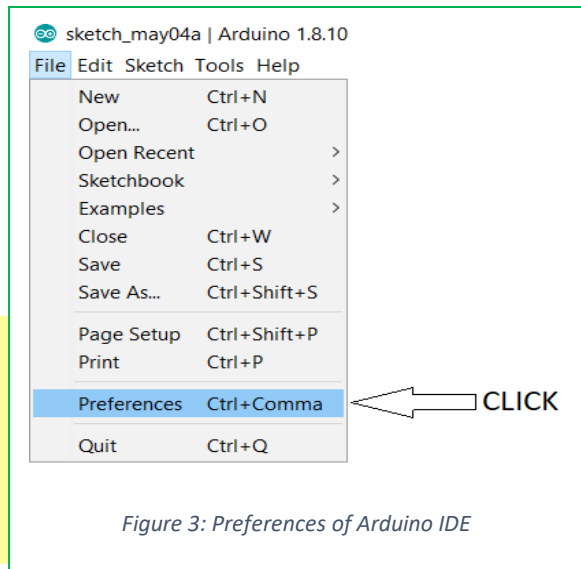 sketch_may04a | Arduino 1.8.10
File Edit Sketch Tools Help
New Ctrl+N
Open... Ctrl+O
Open Recent >
Sketchbook >
Examples >
Close Ctrl+W
Save Ctrl+S
Save As... Ctrl+Shift+S
Page Setup Ctrl+Shift+P
Print Ctrl+P
Preferences Ctrl+Comma CLICK
Quit Ctrl+Q
Figure 3: Preferences of Arduino IDE